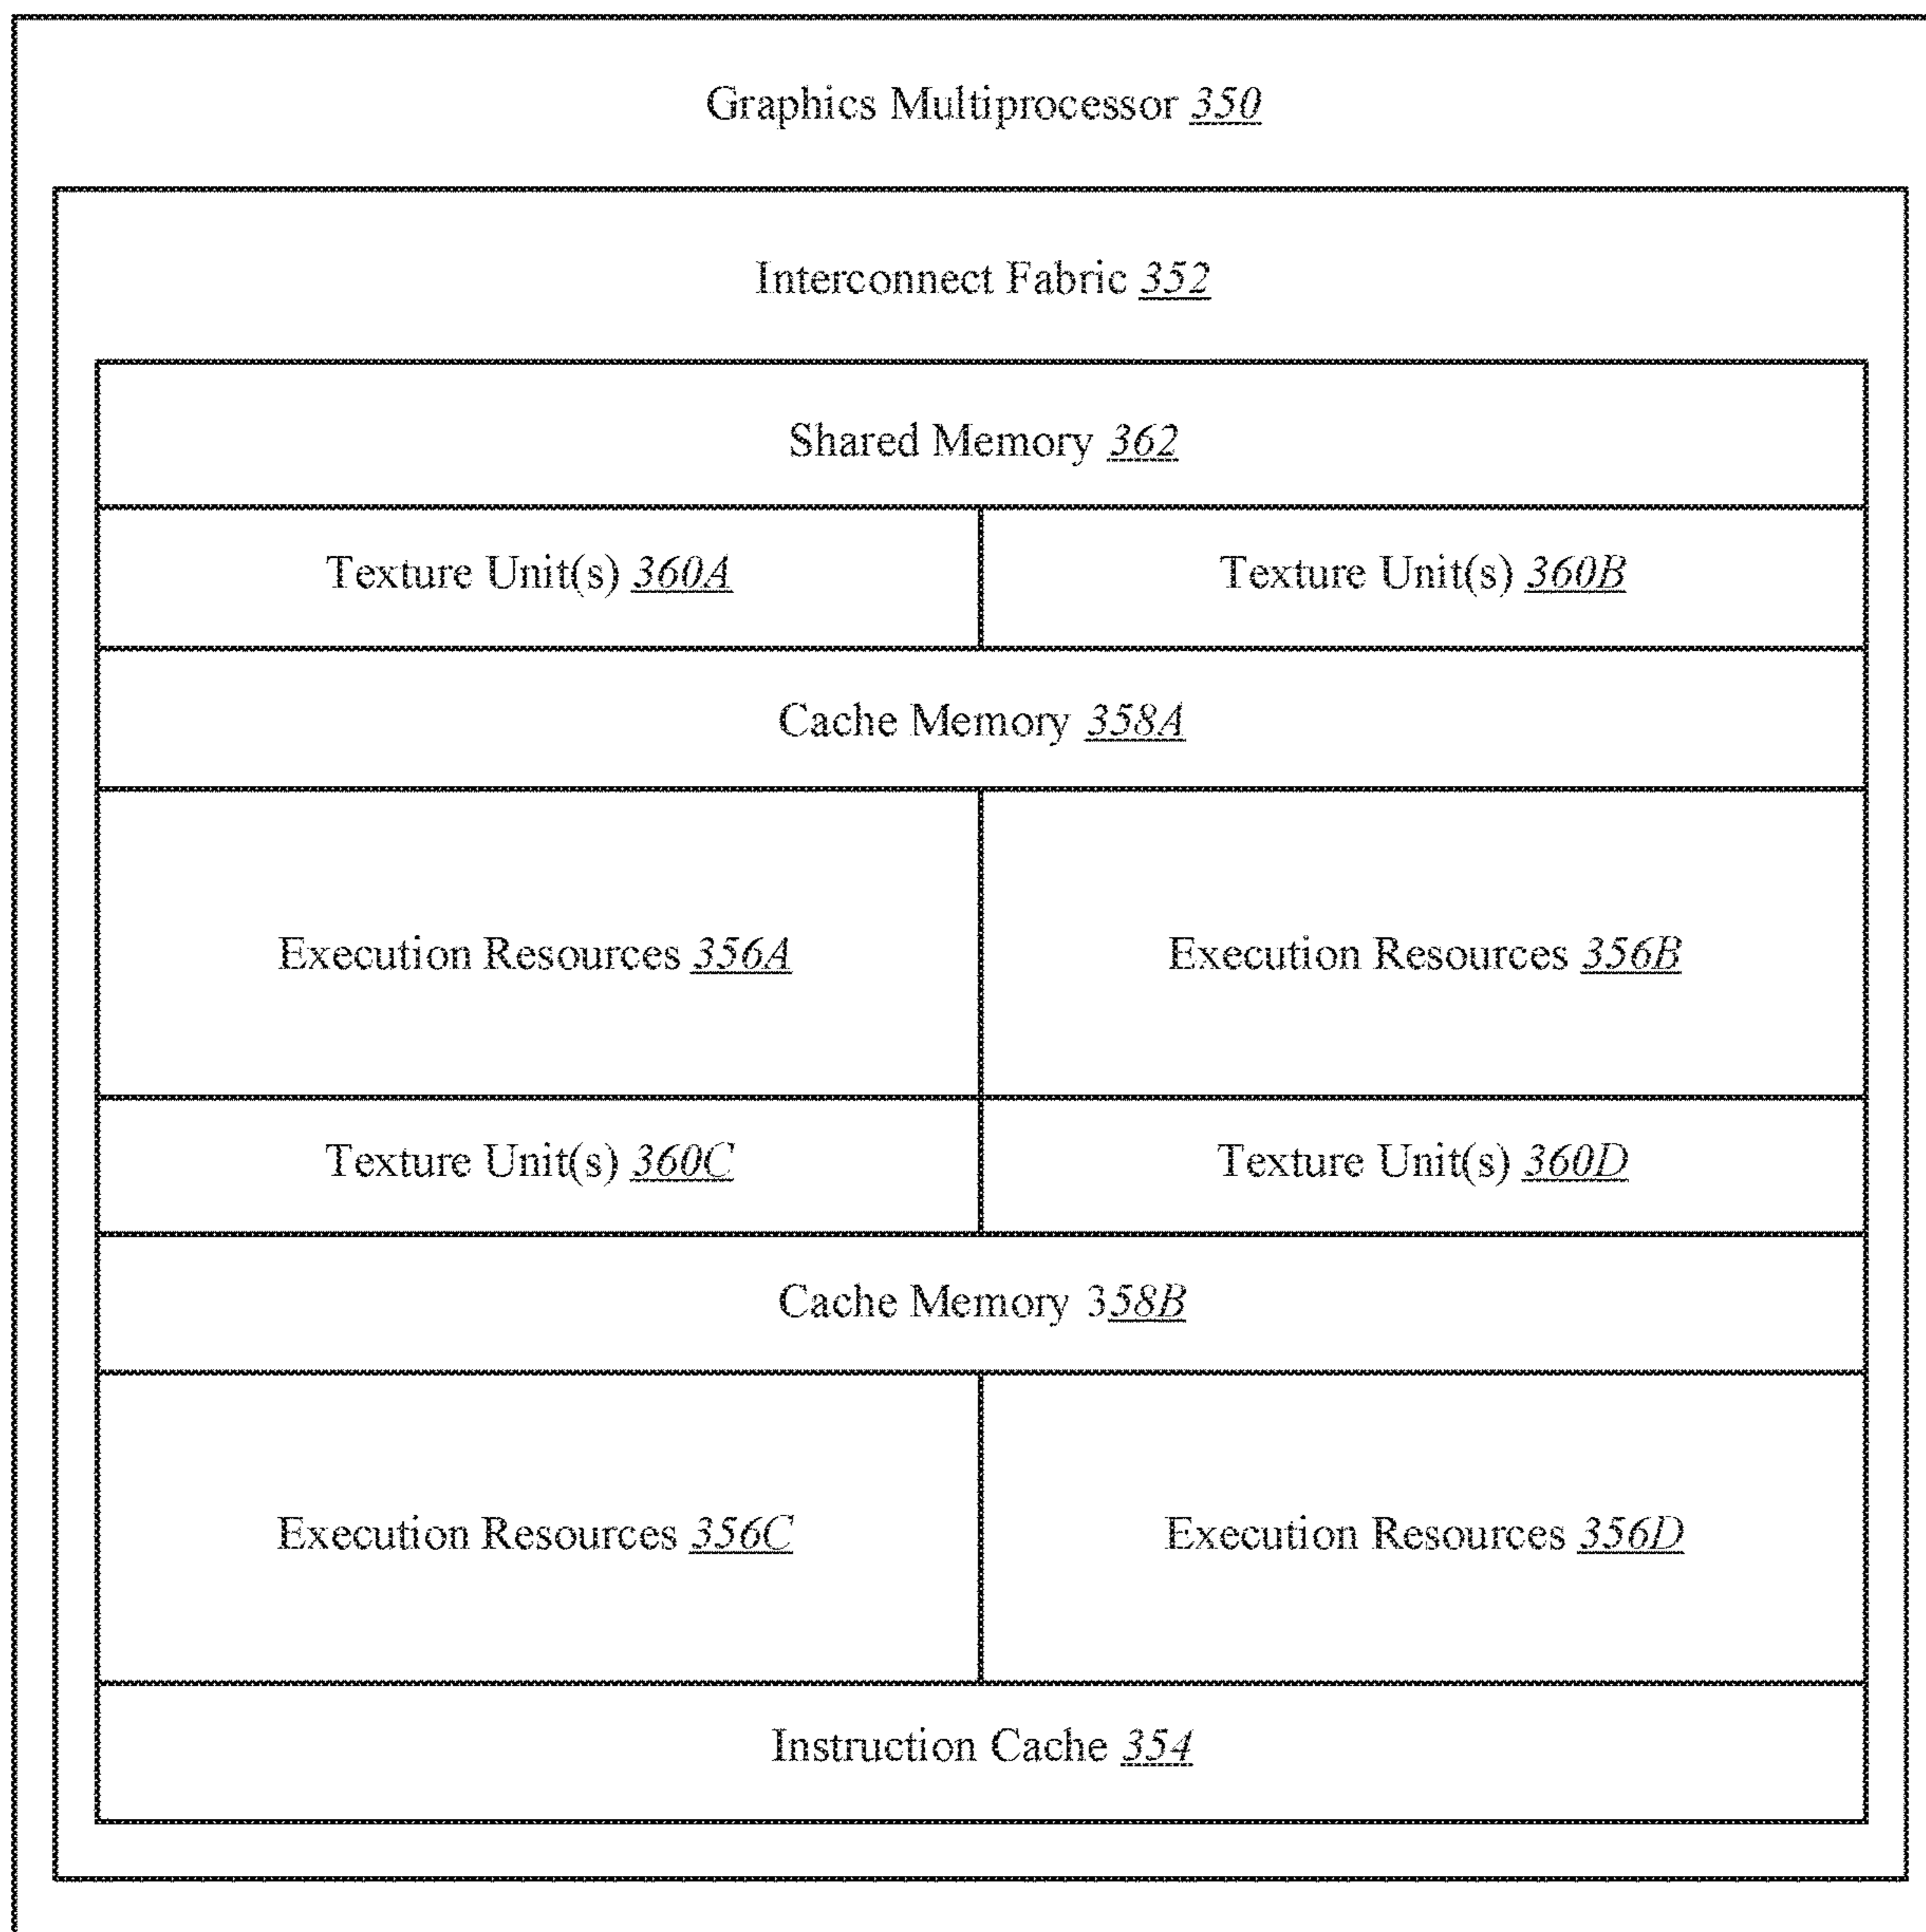 Graphics Multiprocessor 350
Interconnect Fabric 352
Shared Memory 362
Texture Unit(s) 360A
Texture Unit(s) 360B
Cache Memory 358A
Execution Resources 356A
Execution Resources 356B
Texture Unit(s) 360C
Texture Unit(s) 360D
Cache Memory 358B
Execution Resources 356C
Execution Resources 356D
Instruction Cache 354